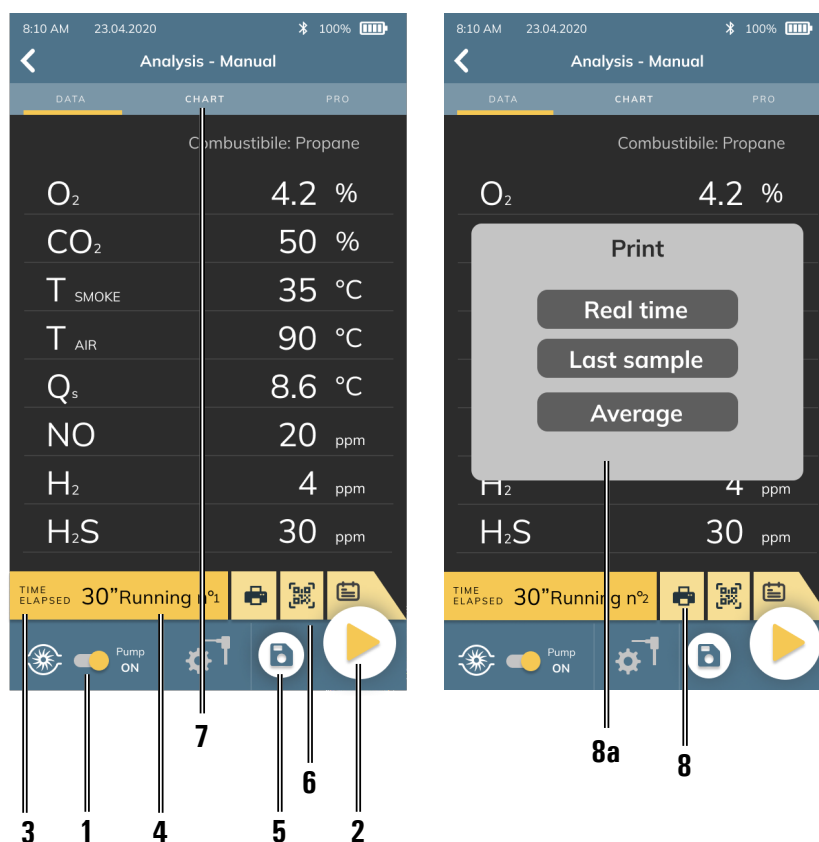 8:10 AM 23.04.2020 100%
Analysis - Manual
DATA CHART PRO
Combustibile: Propane
O₂ 4.2 %
CO₂ 50 %
T SMOKE 35 °C
T AIR 90 °C
Qₛ 8.6 °C
NO 20 ppm
H₂ 4 ppm
H₂S 30 ppm
TIME ELAPSED 30” Running nº1
Pump ON
7
6
3 1 4 5 2
8:10 AM 23.04.2020 100%
Analysis - Manual
DATA CHART PRO
Combustibile: Propane
O₂ 4.2 %
Print
Real time
Last sample
Average
H₂ 4 ppm
H₂S 30 ppm
TIME ELAPSED 30” Running nº2
Pump ON
8a 8